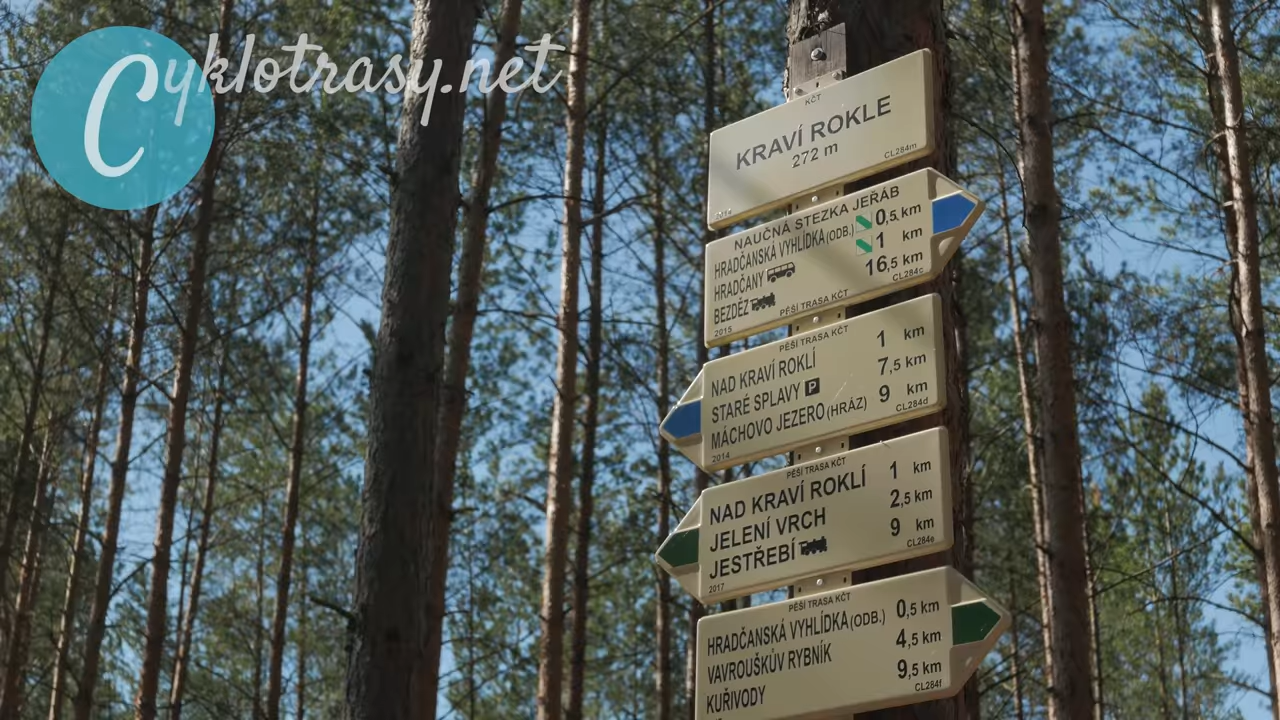 Cyklotrasy.net
KČT
KRAVÍ ROKLE
272 m
CL284m
NAUČNÁ STEZKA JEŘÁB 0,5 km
HRADČANSKÁ VYHLÍDKA (ODB.) 1 km
HRADČANY 16,5 km
BEZDĚZ
CL284c
2015 PĚŠÍ TRASA KČT
PĚŠÍ TRASA KČT
NAD KRAVÍ ROKLÍ 1 km
STARÉ SPLAVY P 7,5 km
MÁCHOVO JEZERO (HRÁZ) 9 km
2014 CL284d
PĚŠÍ TRASA KČT
NAD KRAVÍ ROKLÍ 1 km
JELENÍ VRCH 2,5 km
JESTŘEBÍ 9 km
2017 CL284e
PĚŠÍ TRASA KČT
HRADČANSKÁ VYHLÍDKA (ODB.) 0,5 km
VAVROUŠKŮV RYBNÍK 4,5 km
KUŘIVODY 9,5 km
CL284f